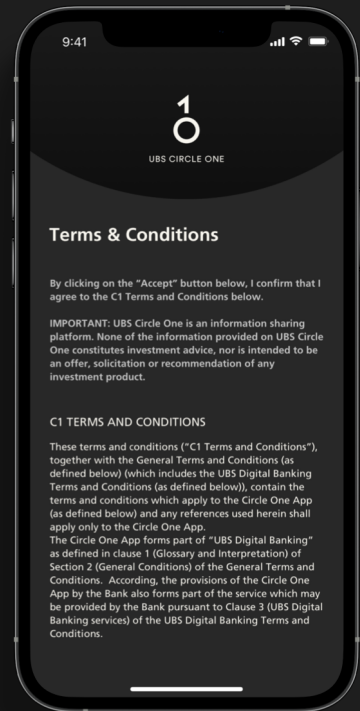 9:41
UBS CIRCLE ONE
Terms & Conditions
By clicking on the "Accept" button below, I confirm that I
agree to the C1 Terms and Conditions below.
IMPORTANT: UBS Circle One is an information sharing
platform. None of the information provided on UBS Circle
One constitutes investment advice, nor is intended to be
an offer, solicitation or recommendation of any
investment product.
C1 TERMS AND CONDITIONS
These terms and conditions ("C1 Terms and Conditions"),
together with the General Terms and Conditions (as
defined below) (which includes the UBS Digital Banking
Terms and Conditions (as defined below)), contain the
terms and conditions which apply to the Circle One App
(as defined below) and any references used herein shall
apply only to the Circle One App.
The Circle One App forms part of "UBS Digital Banking"
as defined in clause 1 (Glossary and Interpretation) of
Section 2 (General Conditions) of the General Terms and
Conditions. According, the provisions of the Circle One
App by the Bank also forms part of the service which may
be provided by the Bank pursuant to Clause 3 (UBS Digital
Banking services) of the UBS Digital Banking Terms and
Conditions.